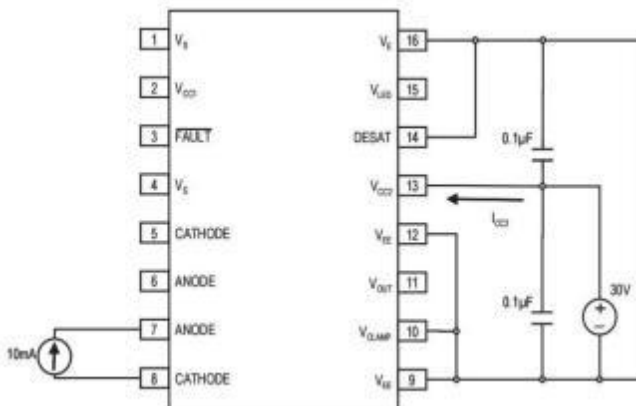 1 V_S V_E 16
2 V_CC1 V_LED 15
3 FAULT DESAT 14
0.1μF
4 V_S V_CC2 13
I_CC2
5 CATHODE V_EE 12
6 ANODE V_OUT 11
0.1μF
30V
7 ANODE V_CLAMP 10
10mA
8 CATHODE V_EE 9